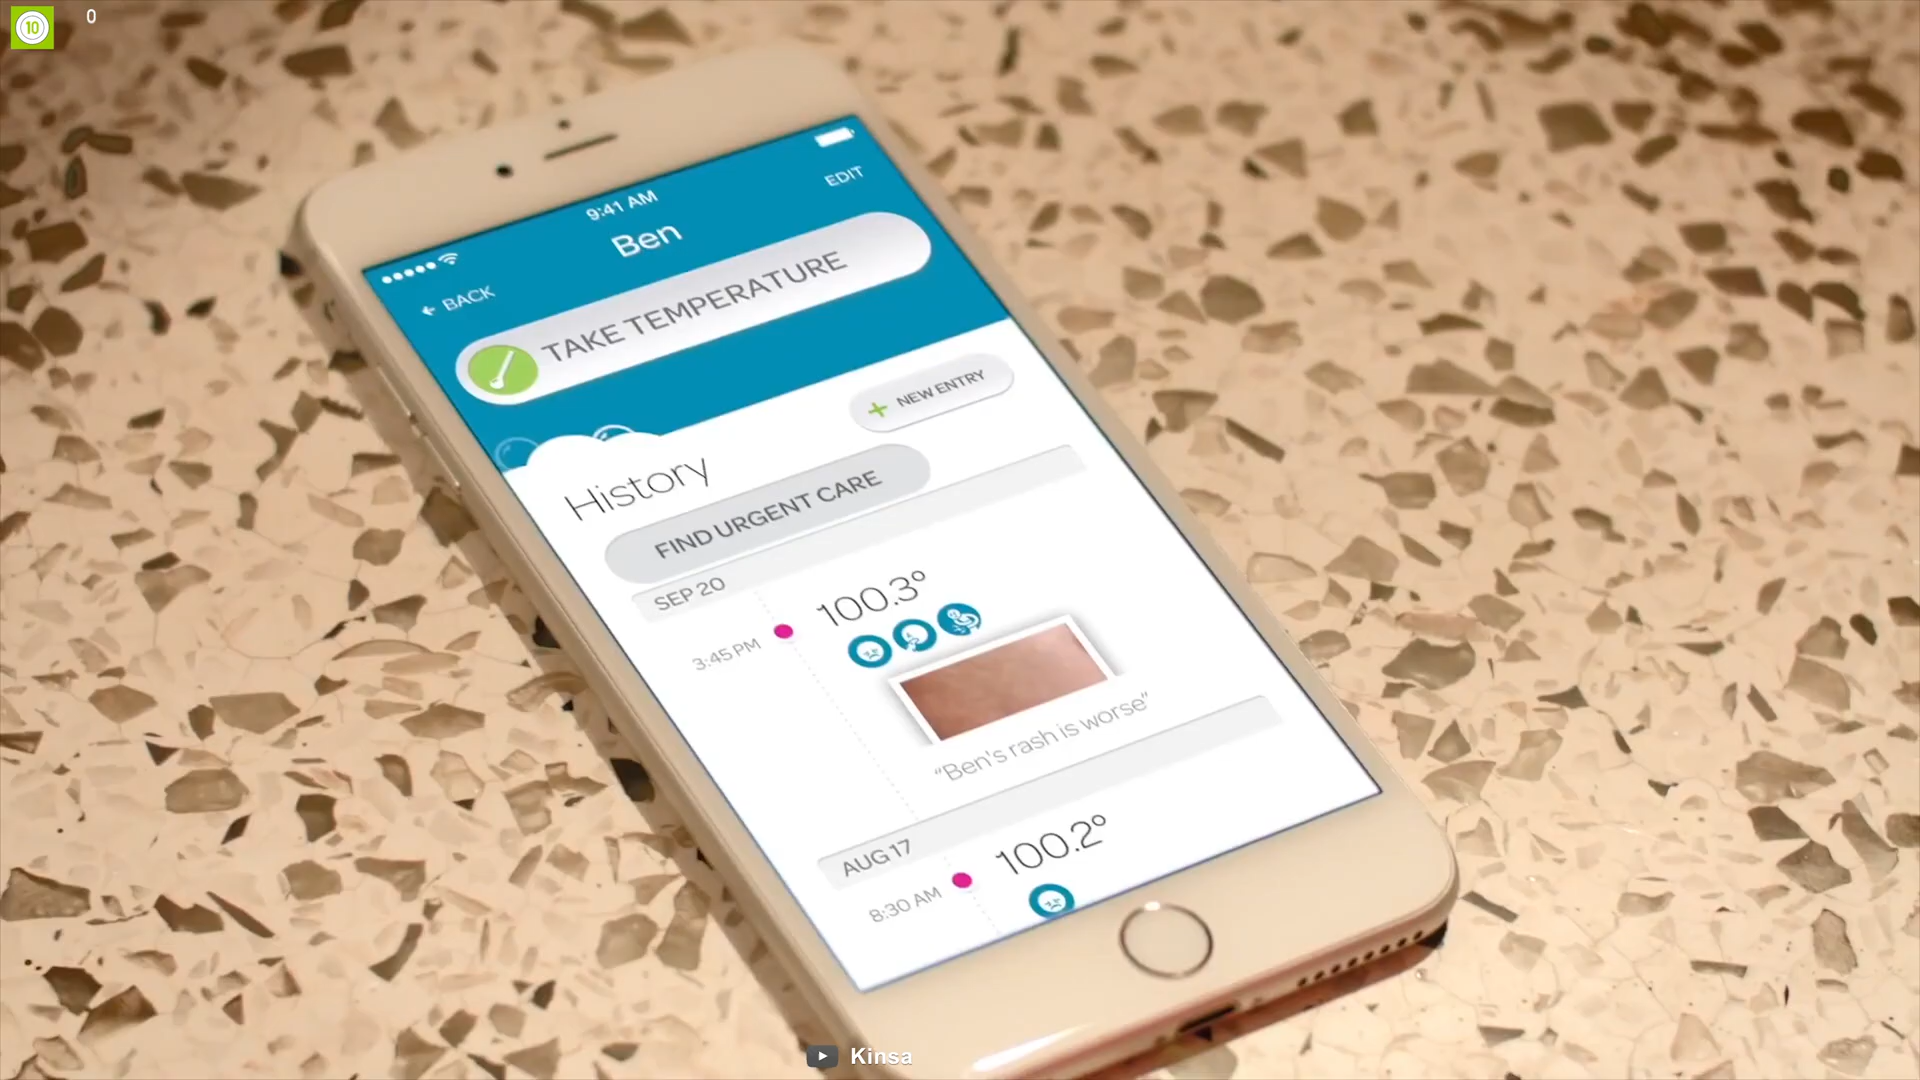 10
0
9:41 AM
EDIT
Ben
← BACK
TAKE TEMPERATURE
+ NEW ENTRY
History
FIND URGENT CARE
SEP 20
100.3°
3:45 PM
“Ben's rash is worse”
AUG 17
100.2°
8:30 AM
Kinsa